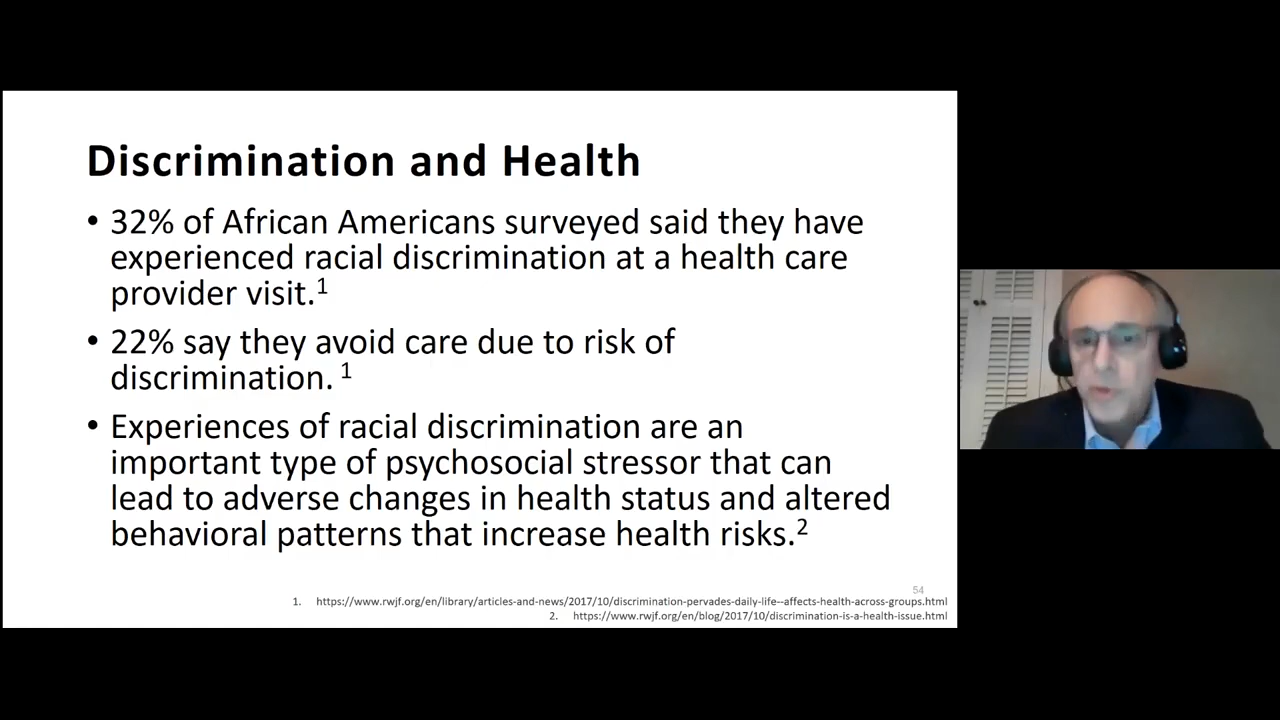 Discrimination and Health
• 32% of African Americans surveyed said they have
experienced racial discrimination at a health care
provider visit.1
• 22% say they avoid care due to risk of
discrimination. 1
• Experiences of racial discrimination are an
important type of psychosocial stressor that can
lead to adverse changes in health status and altered
behavioral patterns that increase health risks.2
54
1. https://www.rwjf.org/en/library/articles-and-news/2017/10/discrimination-pervades-daily-life--affects-health-across-groups.html
2. https://www.rwjf.org/en/blog/2017/10/discrimination-is-a-health-issue.html